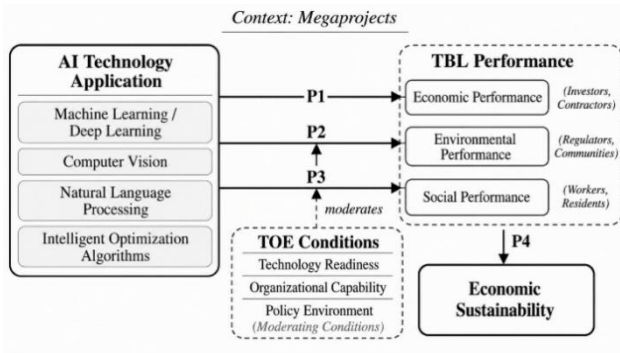 Context: Megaprojects
AI Technology
Application
Machine Learning /
Deep Learning
Computer Vision
Natural Language
Processing
Intelligent Optimization
Algorithms
P1
P2
P3
moderates
TOE Conditions
Technology Readiness
Organizational Capability
Policy Environment
(Moderating Conditions)
TBL Performance
Economic Performance
(Investors,
Contractors)
Environmental
Performance
(Regulators,
Communities)
Social Performance
(Workers,
Residents)
P4
Economic
Sustainability